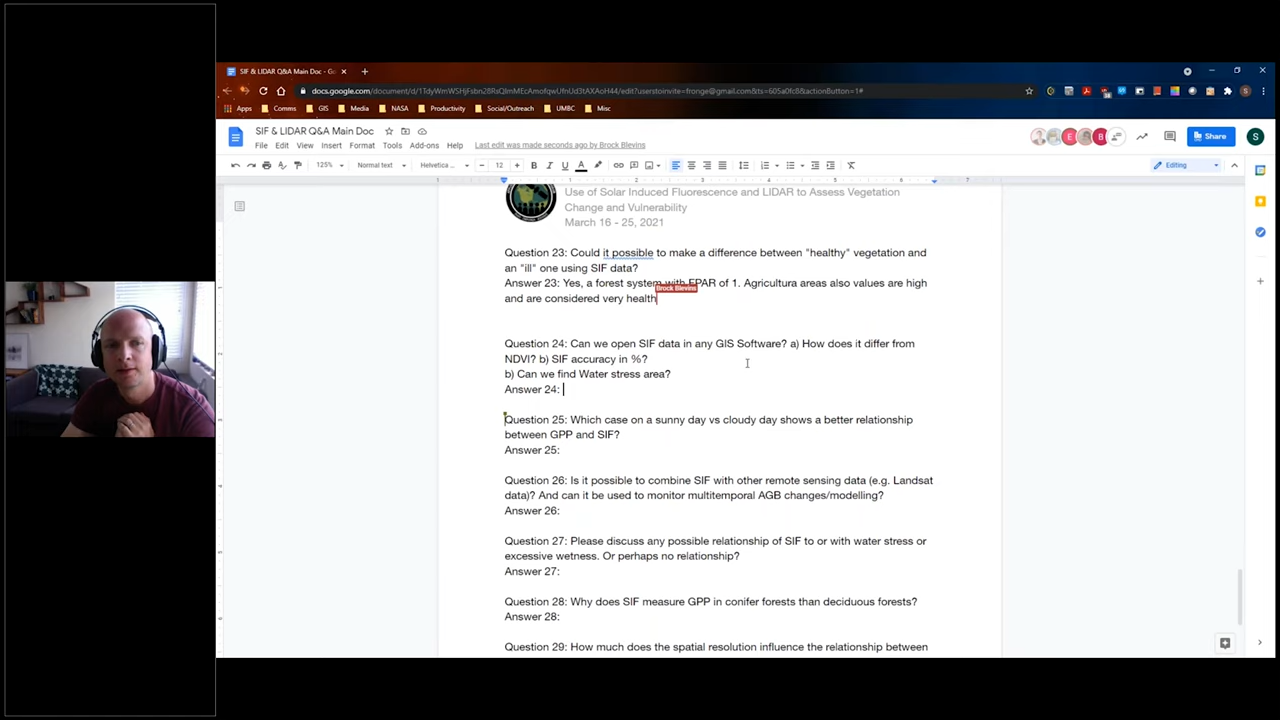 SIF & LIDAR Q&A Main Doc - Go
docs.google.com/document/d/
Apps Comms GIS Media NASA Productivity Social/Outreach UMBC Misc
SIF & LIDAR Q&A Main Doc
File Edit View Insert Format Tools Add-ons Help Last edit was made seconds ago by Brock Blevins
Share
S
125% Normal text Helvetica ... 12 B I U A Editing
Use of Solar Induced Fluorescence and LIDAR to Assess Vegetation
Change and Vulnerability
March 16 - 25, 2021
Question 23: Could it possible to make a difference between "healthy" vegetation and
an "ill" one using SIF data?
Answer 23: Yes, a forest system with FPAR of 1. Agricultura areas also values are high
Brock Blevins
and are considered very health
Question 24: Can we open SIF data in any GIS Software? a) How does it differ from
NDVI? b) SIF accuracy in %?
b) Can we find Water stress area?
Answer 24:
Question 25: Which case on a sunny day vs cloudy day shows a better relationship
between GPP and SIF?
Answer 25:
Question 26: Is it possible to combine SIF with other remote sensing data (e.g. Landsat
data)? And can it be used to monitor multitemporal AGB changes/modelling?
Answer 26:
Question 27: Please discuss any possible relationship of SIF to or with water stress or
excessive wetness. Or perhaps no relationship?
Answer 27:
Question 28: Why does SIF measure GPP in conifer forests than deciduous forests?
Answer 28:
Question 29: How much does the spatial resolution influence the relationship between